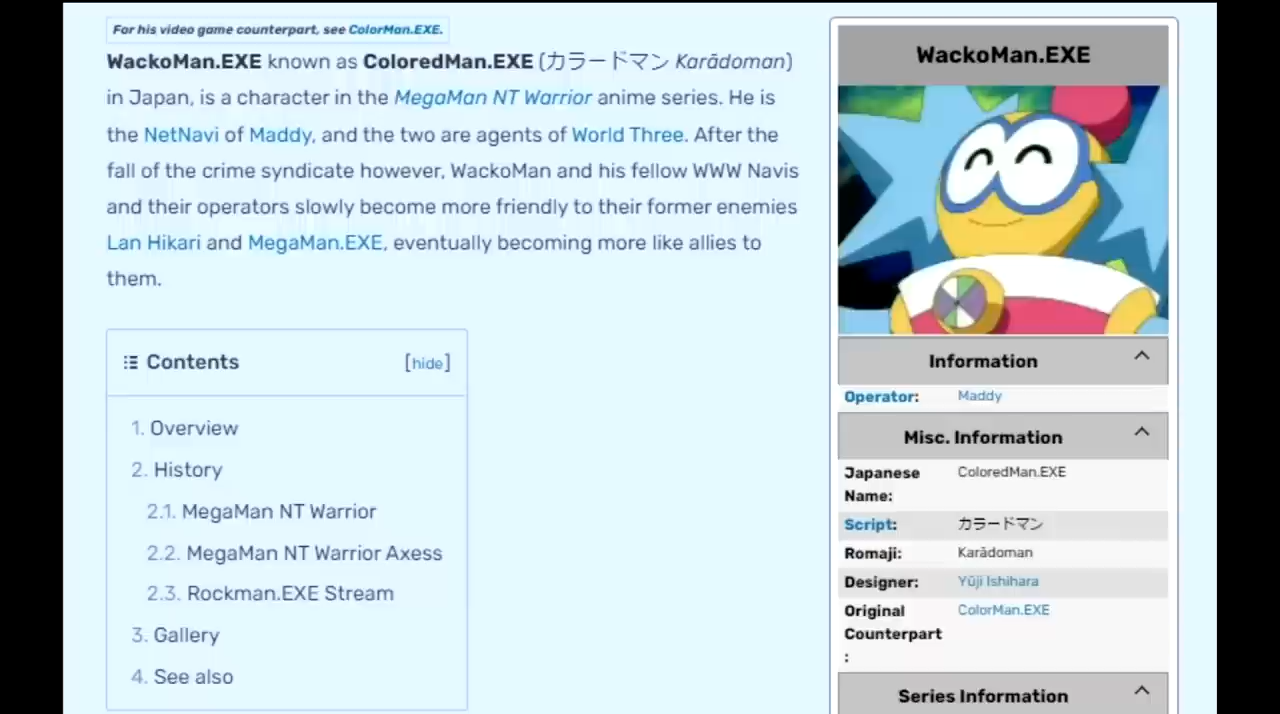 For his video game counterpart, see ColorMan.EXE.
WackoMan.EXE known as ColoredMan.EXE (カラードマン Karādoman)
in Japan, is a character in the MegaMan NT Warrior anime series. He is
the NetNavi of Maddy, and the two are agents of World Three. After the
fall of the crime syndicate however, WackoMan and his fellow WWW Navis
and their operators slowly become more friendly to their former enemies
Lan Hikari and MegaMan.EXE, eventually becoming more like allies to
them.
Contents [hide]
1. Overview
2. History
2.1. MegaMan NT Warrior
2.2. MegaMan NT Warrior Axess
2.3. Rockman.EXE Stream
3. Gallery
4. See also
WackoMan.EXE
Information
Operator: Maddy
Misc. Information
Japanese ColoredMan.EXE
Name:
Script: カラードマン
Romaji: Karādoman
Designer: Yūji Ishihara
Original ColorMan.EXE
Counterpart
:
Series Information